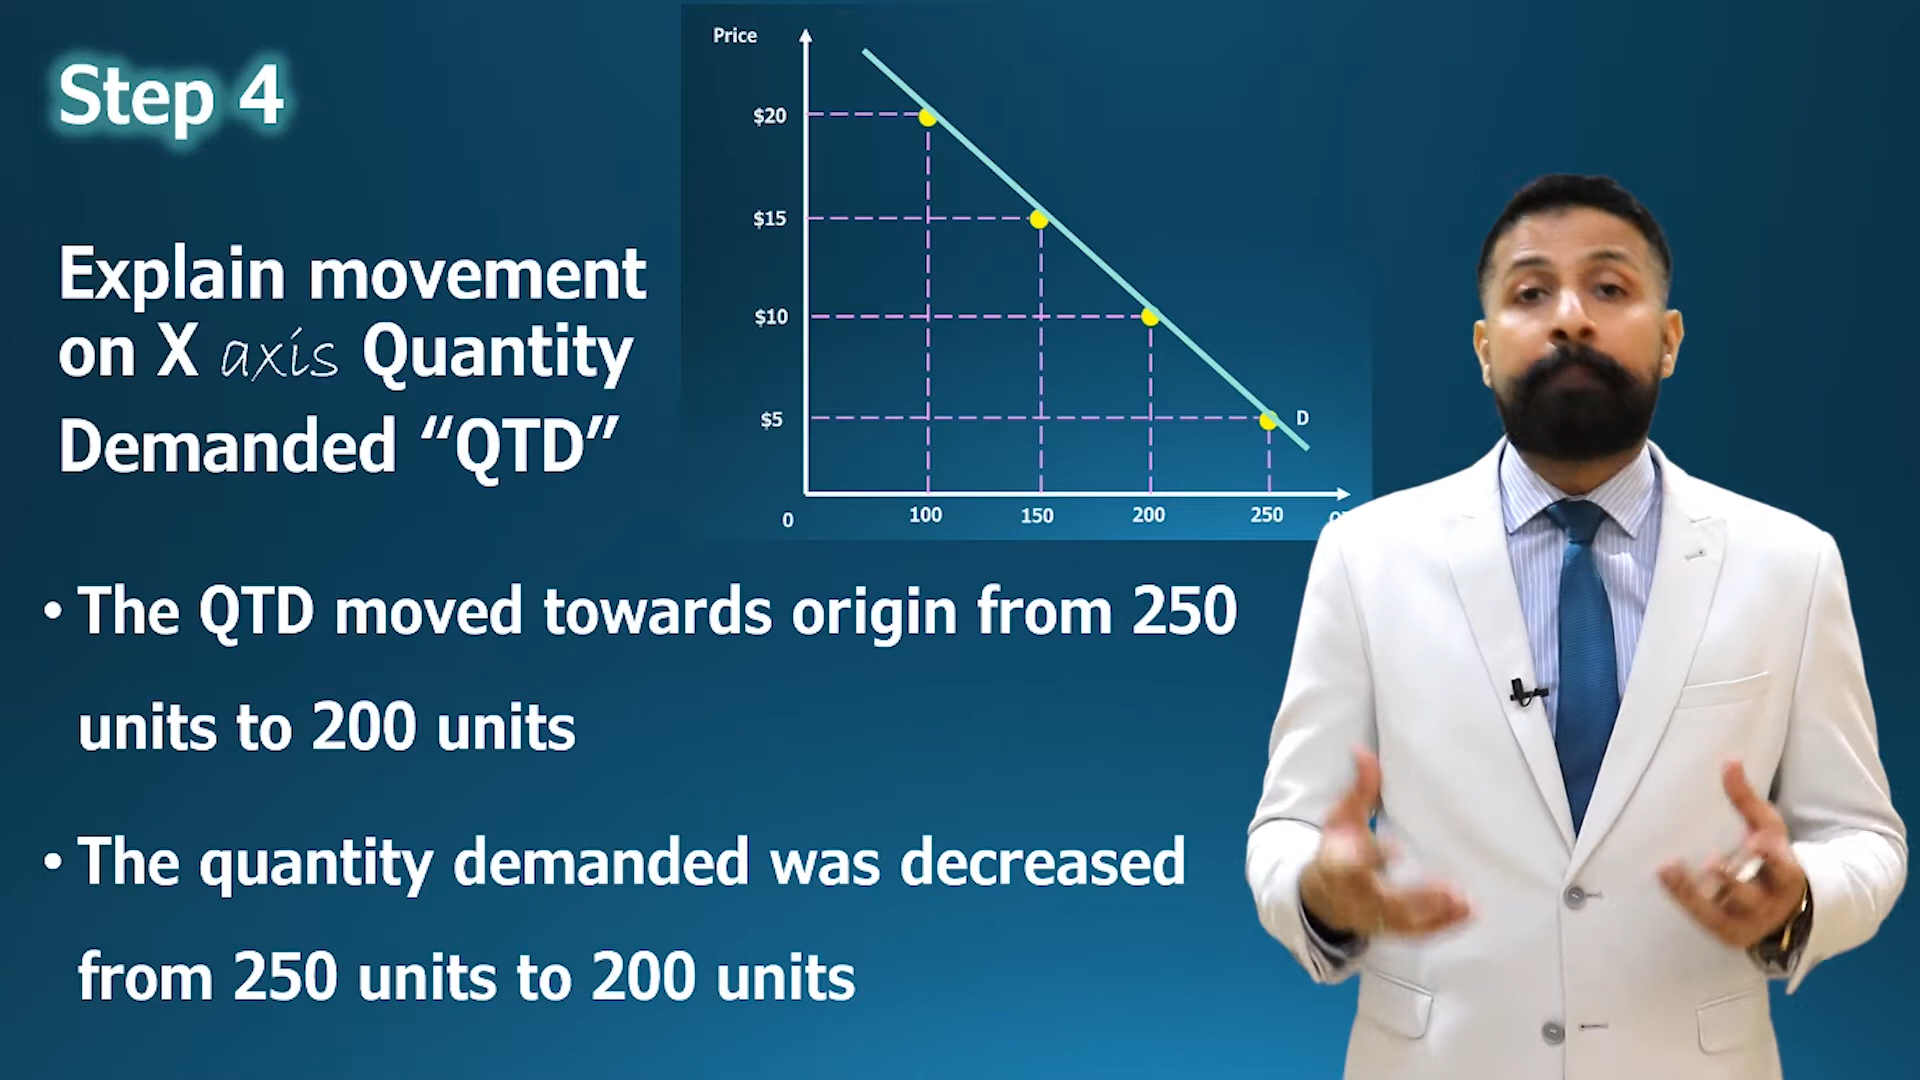 Step 4
Explain movement
on X axis Quantity
Demanded “QTD”
Price
$20
$15
$10
$5
D
0
100
150
200
250
• The QTD moved towards origin from 250
units to 200 units
• The quantity demanded was decreased
from 250 units to 200 units